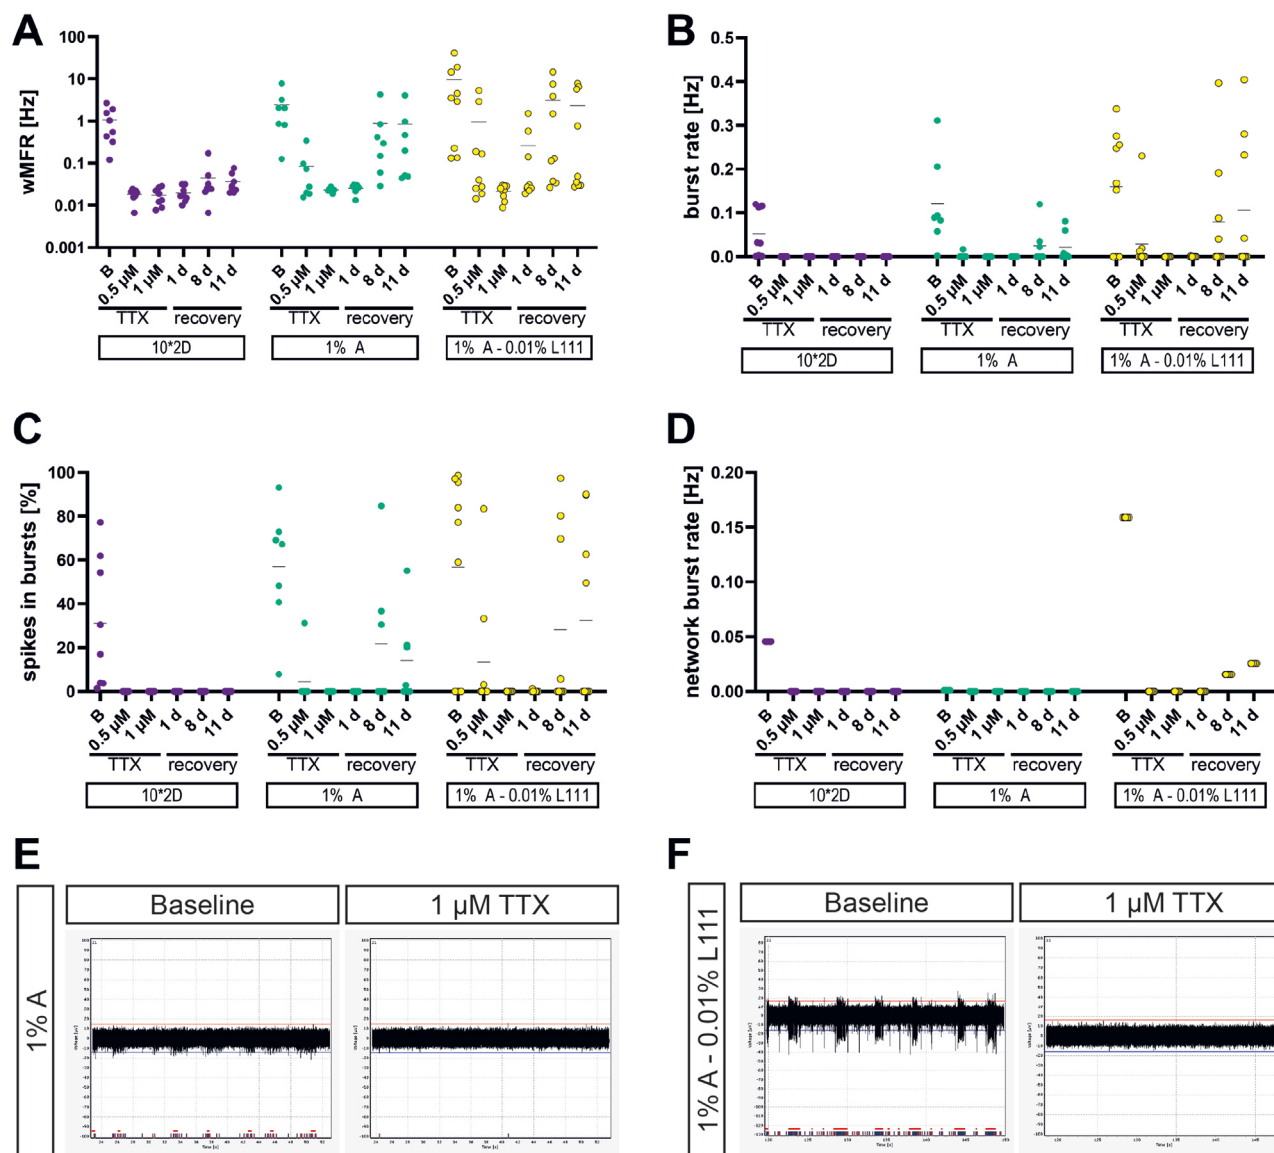 A
wMFR [Hz]
100
10
1
0.1
0.01
0.001
B 0.5 µM 1 µM 1 d 8 d 11 d B 0.5 µM 1 µM 1 d 8 d 11 d B 0.5 µM 1 µM 1 d 8 d 11 d
TTX recovery TTX recovery TTX recovery
10*2D 1% A 1% A - 0.01% L111
B
burst rate [Hz]
0.5
0.4
0.3
0.2
0.1
0.0
B 0.5 µM 1 µM 1 d 8 d 11 d B 0.5 µM 1 µM 1 d 8 d 11 d B 0.5 µM 1 µM 1 d 8 d 11 d
TTX recovery TTX recovery TTX recovery
10*2D 1% A 1% A - 0.01% L111
C
spikes in bursts [%]
100
80
60
40
20
0
B 0.5 µM 1 µM 1 d 8 d 11 d B 0.5 µM 1 µM 1 d 8 d 11 d B 0.5 µM 1 µM 1 d 8 d 11 d
TTX recovery TTX recovery TTX recovery
10*2D 1% A 1% A - 0.01% L111
D
network burst rate [Hz]
0.20
0.15
0.10
0.05
0.00
B 0.5 µM 1 µM 1 d 8 d 11 d B 0.5 µM 1 µM 1 d 8 d 11 d B 0.5 µM 1 µM 1 d 8 d 11 d
TTX recovery TTX recovery TTX recovery
10*2D 1% A 1% A - 0.01% L111
E
1% A
Baseline 1 µM TTX
F
1% A - 0.01% L111
Baseline 1 µM TTX